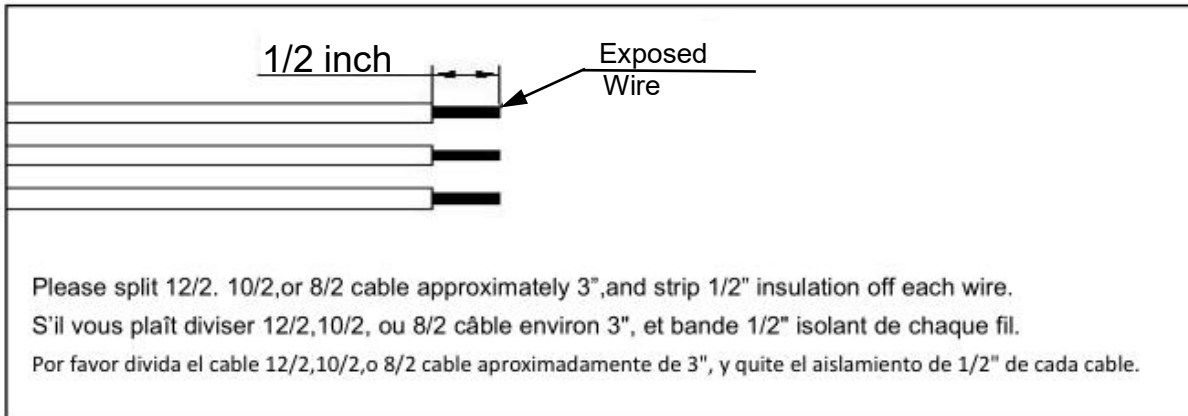 1/2 inch
Exposed
Wire
Please split 12/2. 10/2,or 8/2 cable approximately 3”,and strip 1/2” insulation off each wire.
S’il vous plaît diviser 12/2,10/2, ou 8/2 câble environ 3", et bande 1/2" isolant de chaque fil.
Por favor divida el cable 12/2,10/2,o 8/2 cable aproximadamente de 3", y quite el aislamiento de 1/2" de cada cable.